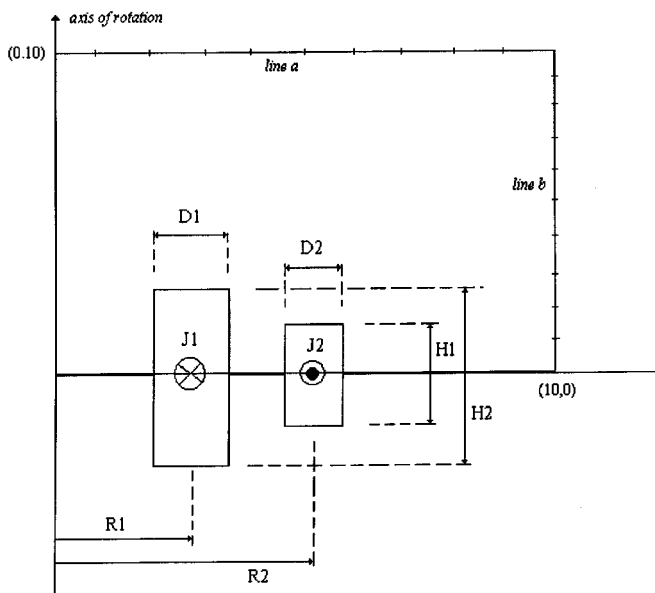 axis of rotation
(0.10)
line a
line b
D1
D2
J1
J2
H1
(10,0)
H2
R1
R2